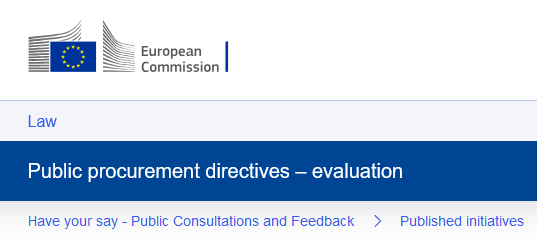 European
Commission
Law
Public procurement directives – evaluation
Have your say - Public Consultations and Feedback > Published initiatives